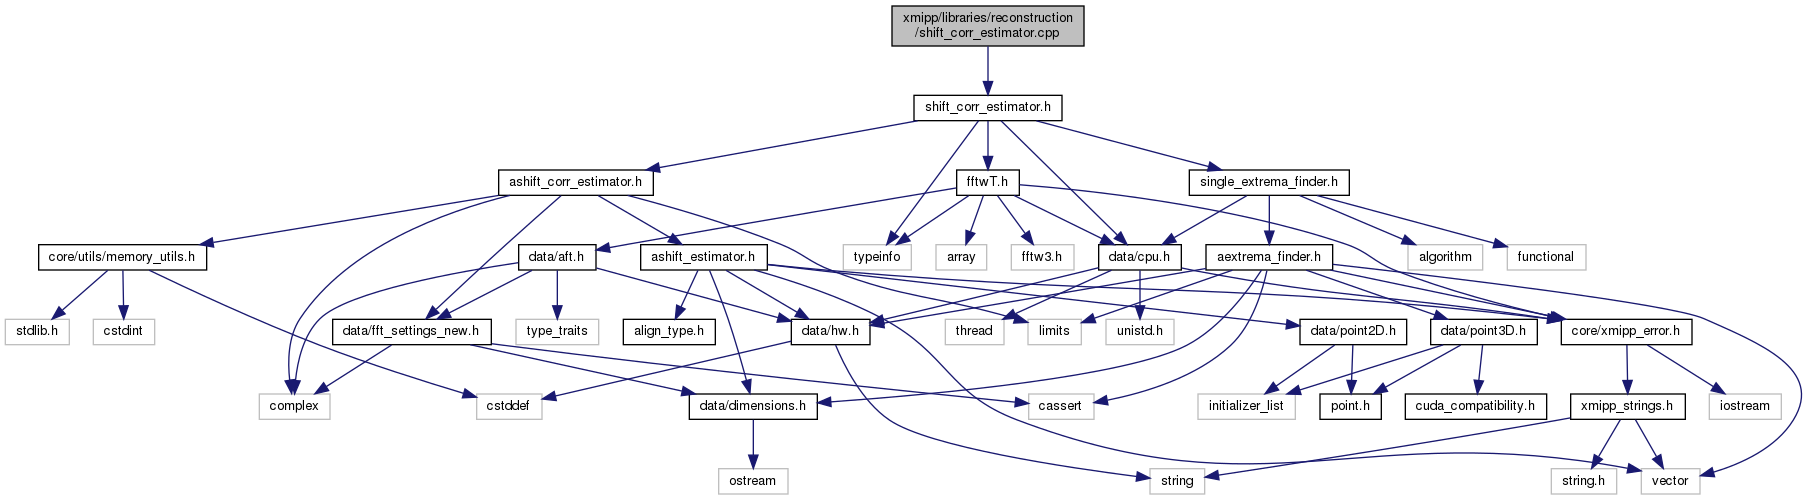 xmipp/libraries/reconstruction
/shift_corr_estimator.cpp
shift_corr_estimator.h
ashift_corr_estimator.h
fftwT.h
single_extrema_finder.h
core/utils/memory_utils.h
data/aft.h
ashift_estimator.h
typeinfo
array
fftw3.h
data/cpu.h
aextrema_finder.h
algorithm
functional
stdlib.h
cstdint
data/fft_settings_new.h
type_traits
align_type.h
data/hw.h
thread
limits
unistd.h
data/point2D.h
data/point3D.h
core/xmipp_error.h
complex
cstddef
data/dimensions.h
cassert
initializer_list
point.h
cuda_compatibility.h
xmipp_strings.h
iostream
ostream
string
string.h
vector